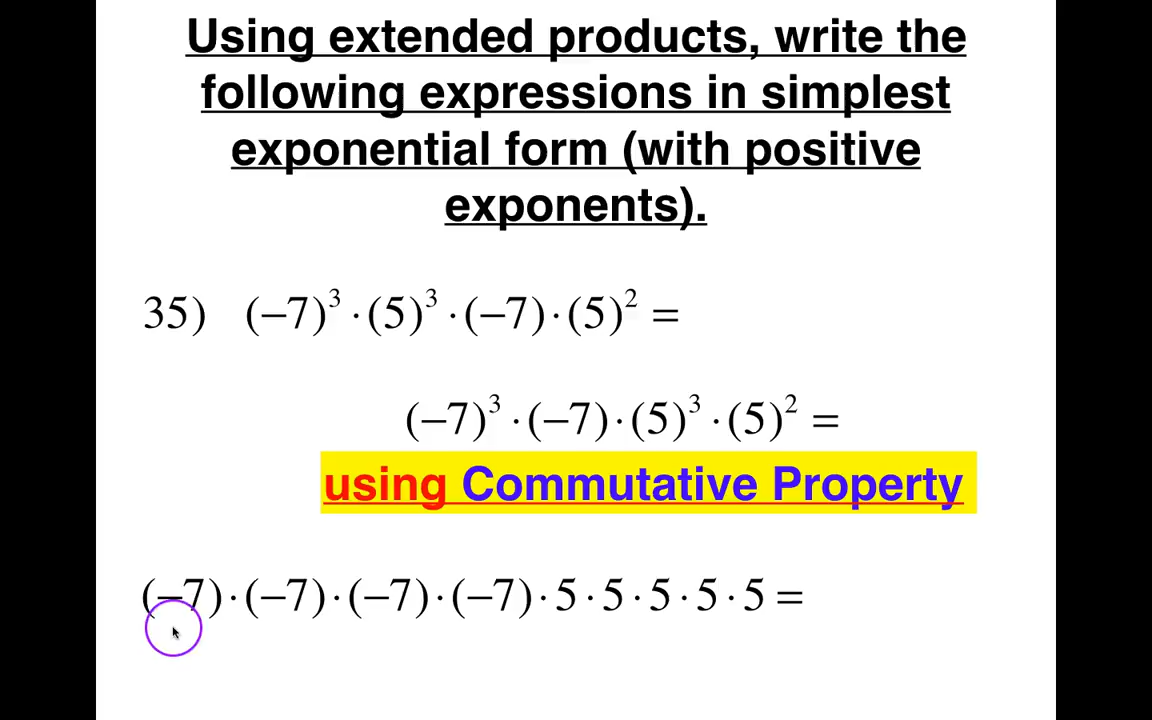 Using extended products, write the
following expressions in simplest
exponential form (with positive
exponents).
35) (−7)³ · (5)³ · (−7) · (5)² =
(−7)³ · (−7) · (5)³ · (5)² =
using Commutative Property
(−7) · (−7) · (−7) · (−7) · 5 · 5 · 5 · 5 · 5 =